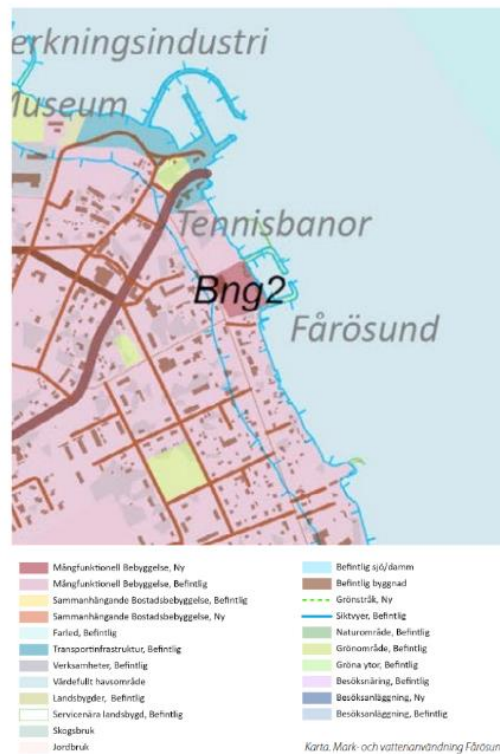 erkningsindustri
Museum
Tennisbanor
Bng2
Fårösund
Mångfunktionell Bebyggelse, Ny
Mångfunktionell Bebyggelse, Befintlig
Sammanhängande Bostadsbebyggelse, Befintlig
Sammanhängande Bostadsbebyggelse, Ny
Farled, Befintlig
Transportinfrastruktur, Befintlig
Verksamheter, Befintlig
Värdefullt havsområde
Landsbygder, Befintlig
Servicenära landsbygd, Befintlig
Skogsbruk
Jordbruk
Befintlig sjö/damm
Befintlig byggnad
Grönstråk, Ny
Siktvyer, Befintlig
Naturområde, Befintlig
Grönområde, Befintlig
Gröna ytor, Befintlig
Besöksnäring, Befintlig
Besöksanläggning, Ny
Besöksanläggning, Befintlig
Karta. Mark- och vattenanvändning Fårösun